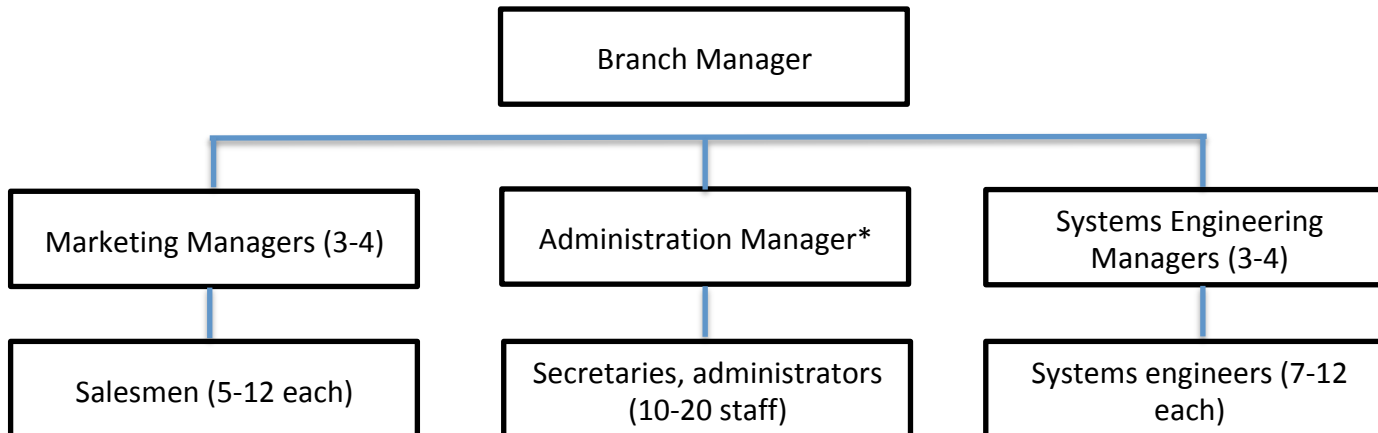 Branch Manager
Marketing Managers (3-4)
Administration Manager*
Systems Engineering
Managers (3-4)
Salesmen (5-12 each)
Secretaries, administrators
(10-20 staff)
Systems engineers (7-12
each)